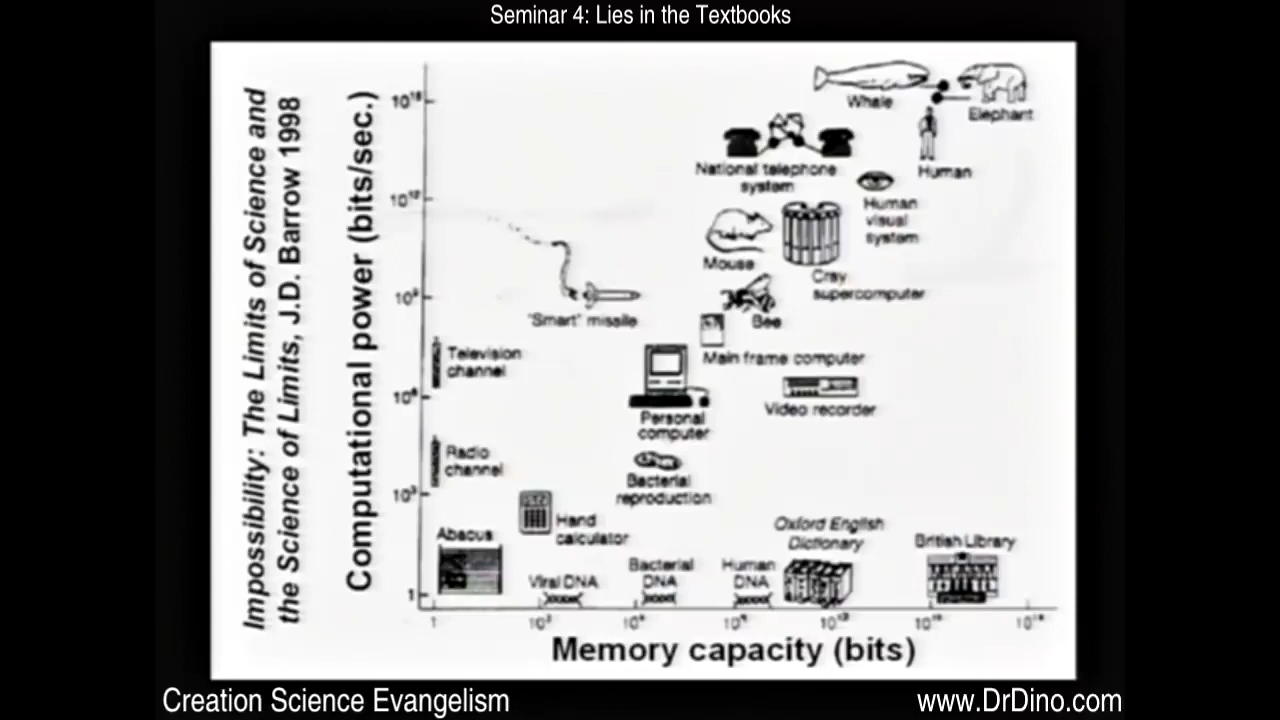 Seminar 4: Lies in the Textbooks
Impossibility: The Limits of Science and
the Science of Limits, J.D. Barrow 1998
Computational power (bits/sec.)
Whale
Elephant
National telephone
system
Human
Human
visual
system
Mouse
Cray
supercomputer
"Smart" missile
Bee
Main frame computer
Television
channel
Video recorder
Personal
computer
Radio
channel
Bacterial
reproduction
Hand
calculator
Abacus
Oxford English
Dictionary
British Library
Viral DNA
Bacterial
DNA
Human
DNA
1
1
Memory capacity (bits)
Creation Science Evangelism
www.DrDino.com